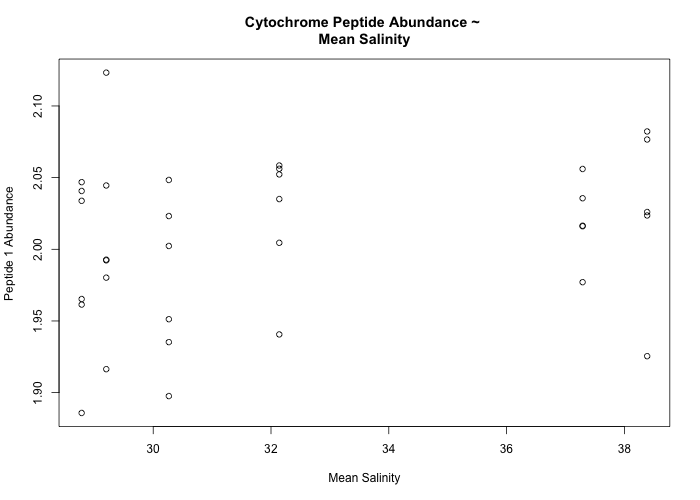 Cytochrome Peptide Abundance ~
Mean Salinity
Peptide 1 Abundance
2.10
2.05
2.00
1.95
1.90
30 32 34 36 38
Mean Salinity